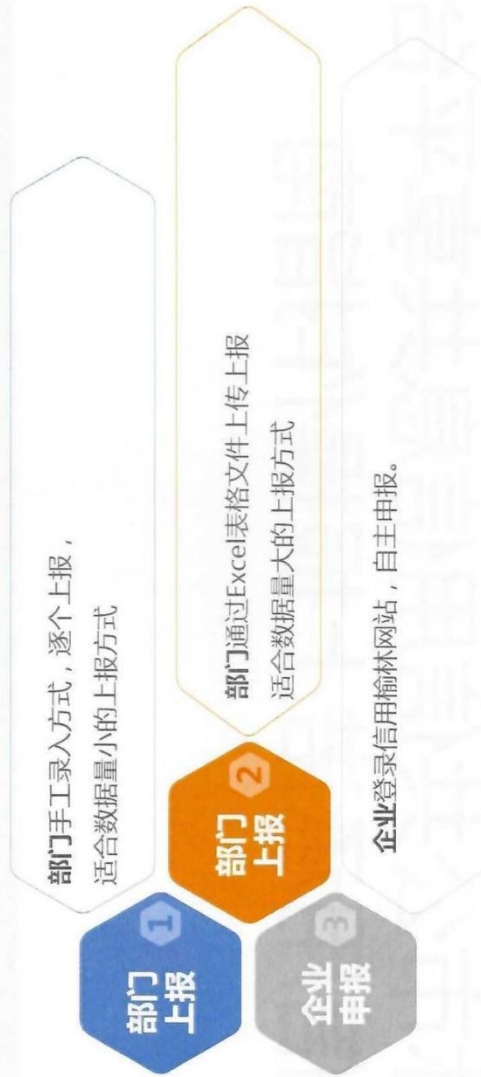 1
部门
上报
部门手工录入方式，逐个上报，
适合数据量小的上报方式
2
部门
上报
部门通过Excel表格文件上传上报
适合数据量大的上报方式
3
企业
申报
企业登录信用榆林网站，自主申报。